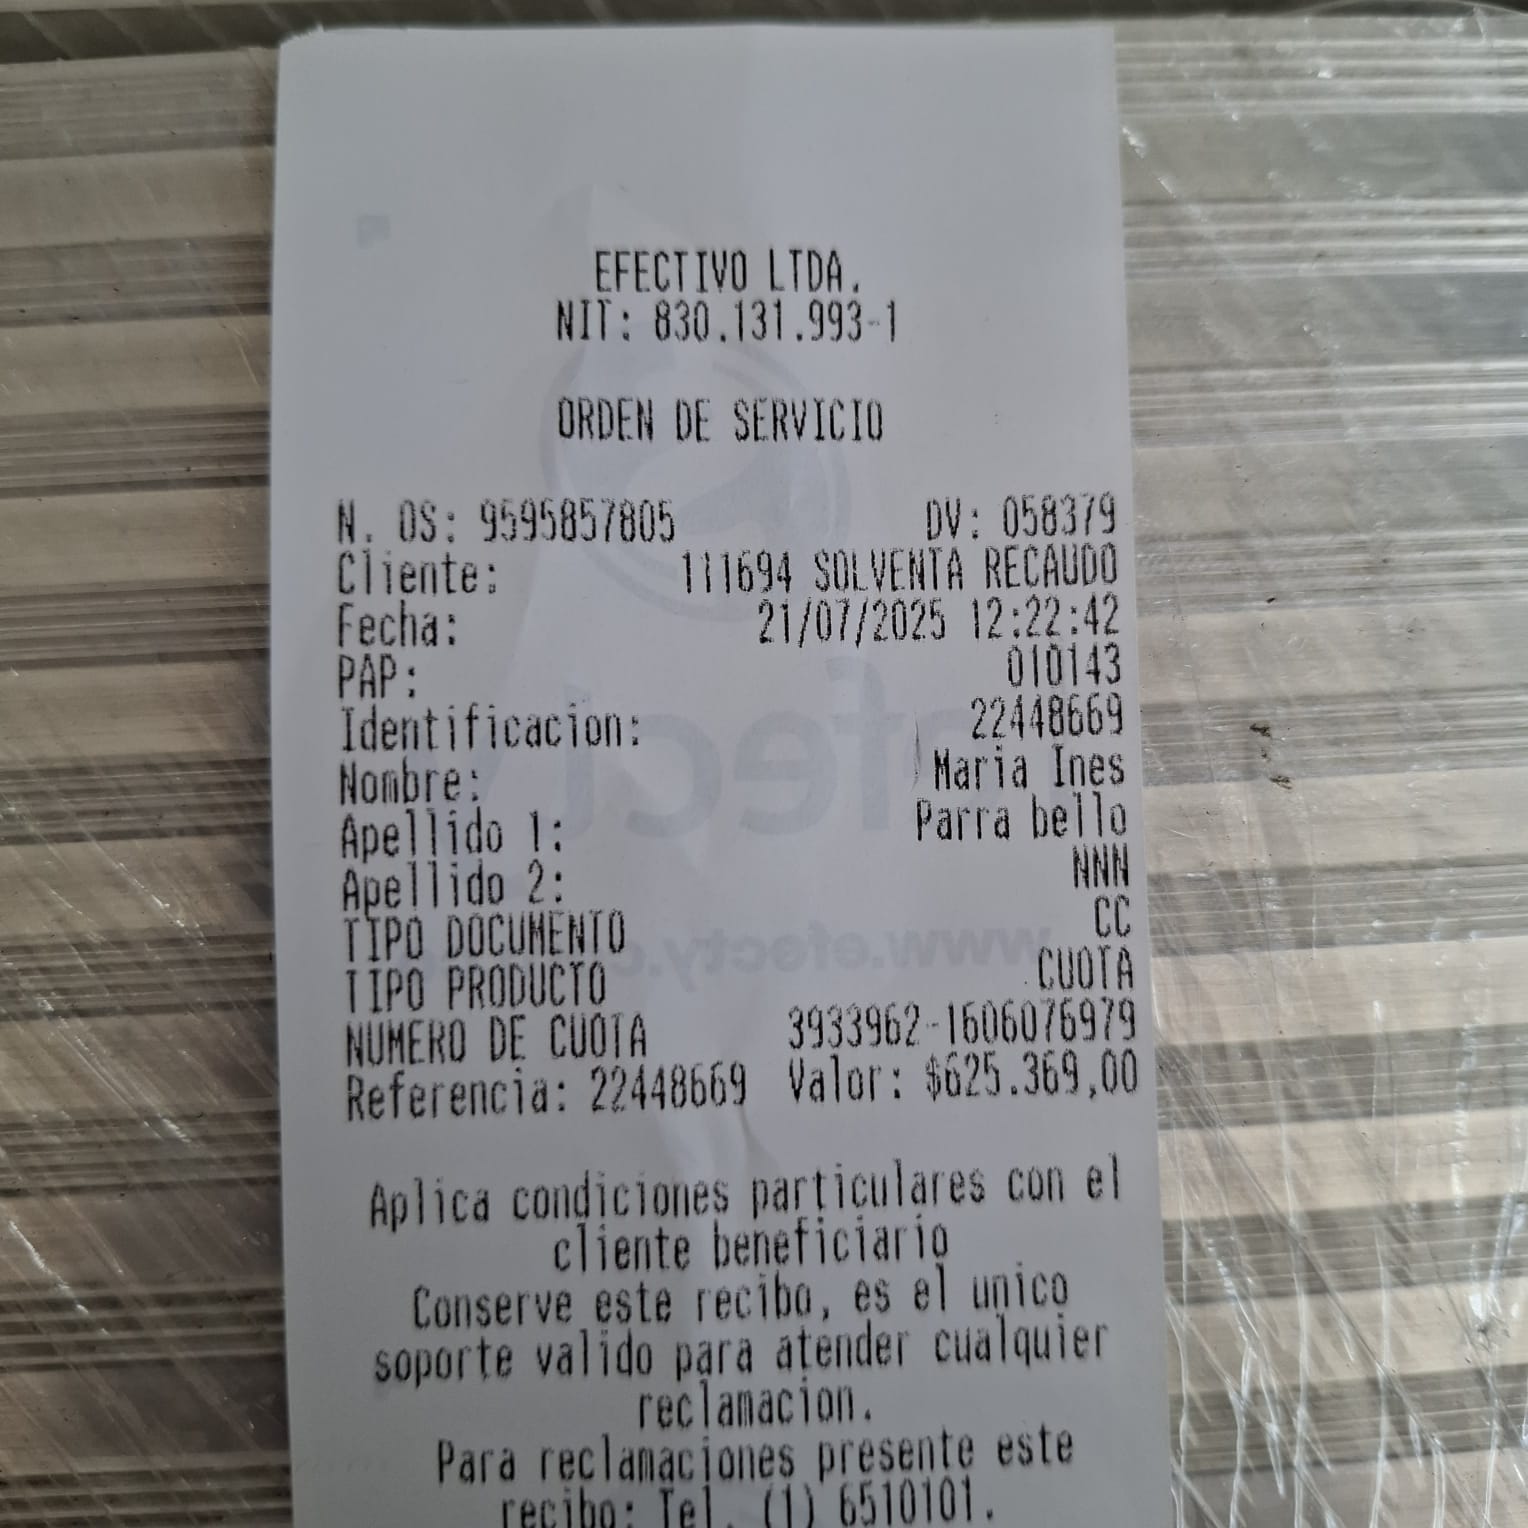 EFECTIVO LTDA.
NIT: 830.131.993-1
ORDEN DE SERVICIO
N. OS: 9595857805 DV: 058379
Cliente: 111694 SOLVENTA RECAUDO
Fecha: 21/07/2025 12:22:42
PAP: 010143
Identificacion: 22448669
Nombre: Maria Ines
Apellido 1: Parra bello
Apellido 2: NNN
TIPO DOCUMENTO CC
TIPO PRODUCTO CUOTA
NUMERO DE CUOTA 3933962-1606076979
Referencia: 22448669 Valor: $625.369,00
Aplica condiciones particulares con el
cliente beneficiario
Conserve este recibo, es el unico
soporte valido para atender cualquier
reclamacion.
Para reclamaciones presente este
recibo: Tel. (1) 6510101.